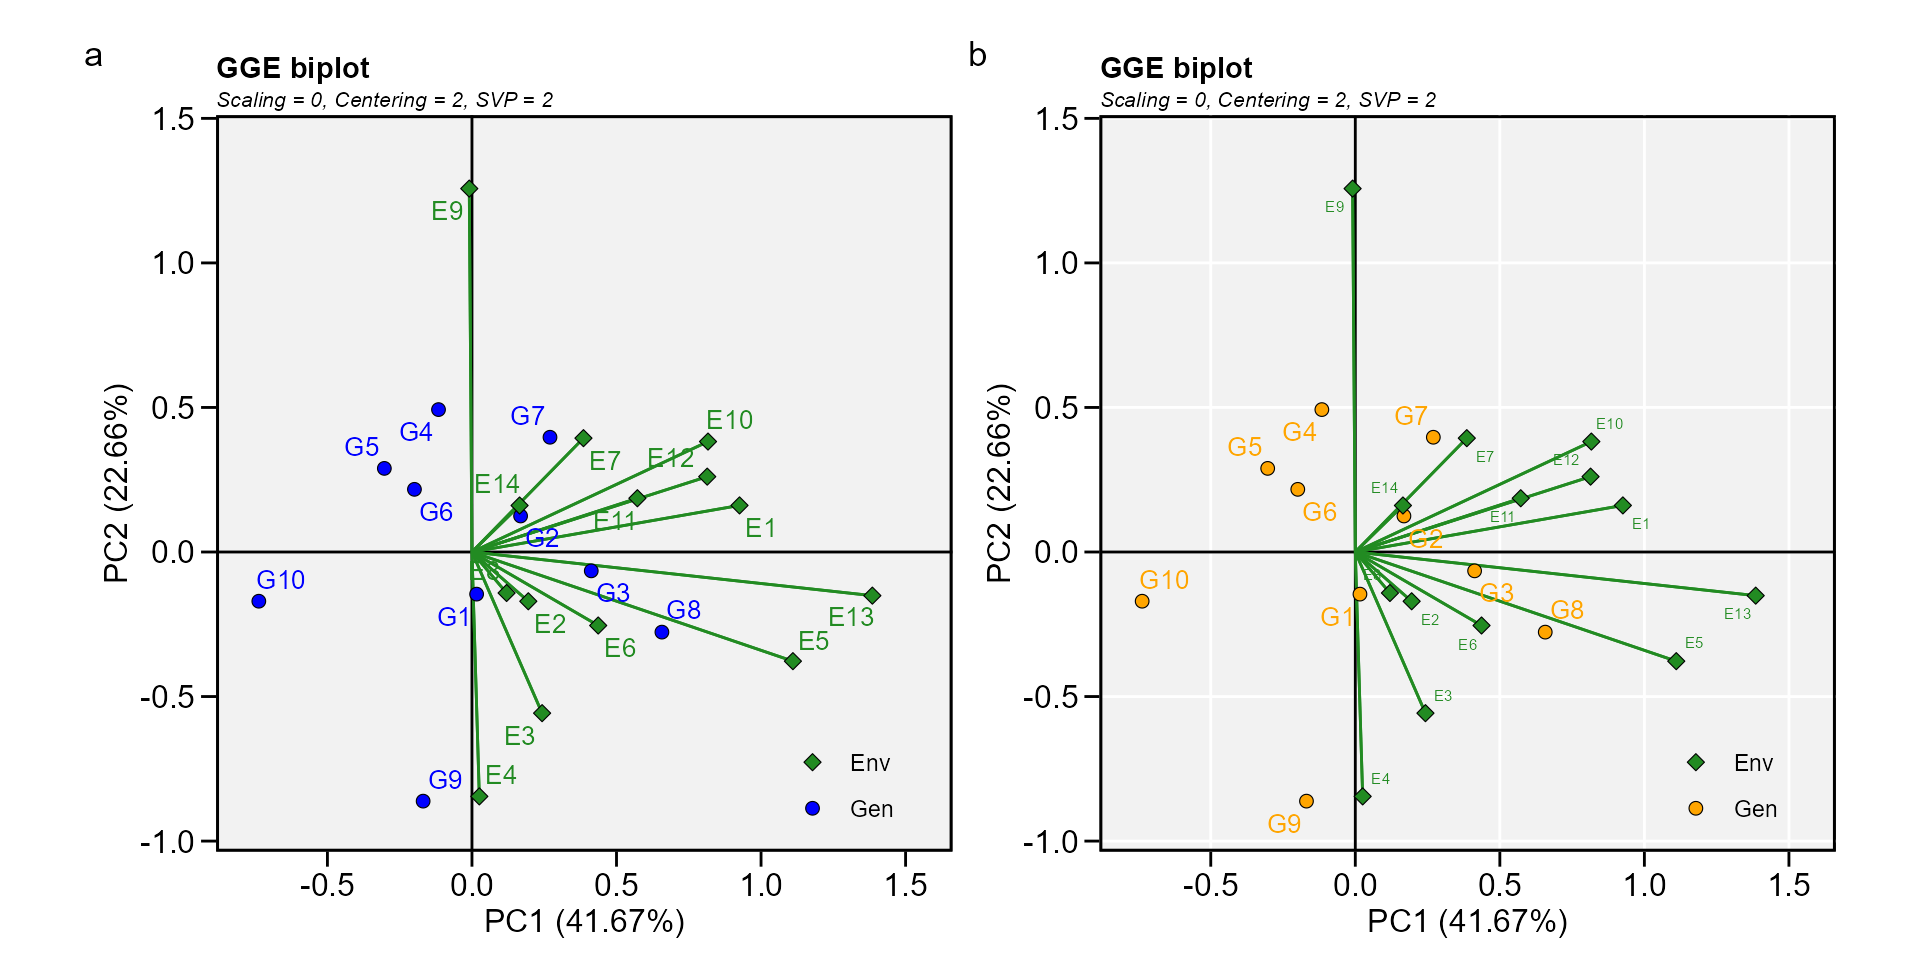 a
GGE biplot
Scaling = 0, Centering = 2, SVP = 2
1.5
1.0
0.5
0.0
-0.5
-1.0
PC2 (22.66%)
E9
G7
E10
G4
G5
E12
E7
E14
G6
E11
E1
G2
G10
G3
G8
G1
E2
E13
E5
E6
E3
E4
G9
Env
Gen
-0.5 0.0 0.5 1.0 1.5
PC1 (41.67%)
b
GGE biplot
Scaling = 0, Centering = 2, SVP = 2
1.5
1.0
0.5
0.0
-0.5
-1.0
PC2 (22.66%)
E9
G7
E10
G4
G5
E12
E7
E14
G6
E11
E1
G2
G10
G3
G8
G1
E2
E13
E5
E6
E3
E4
G9
Env
Gen
-0.5 0.0 0.5 1.0 1.5
PC1 (41.67%)